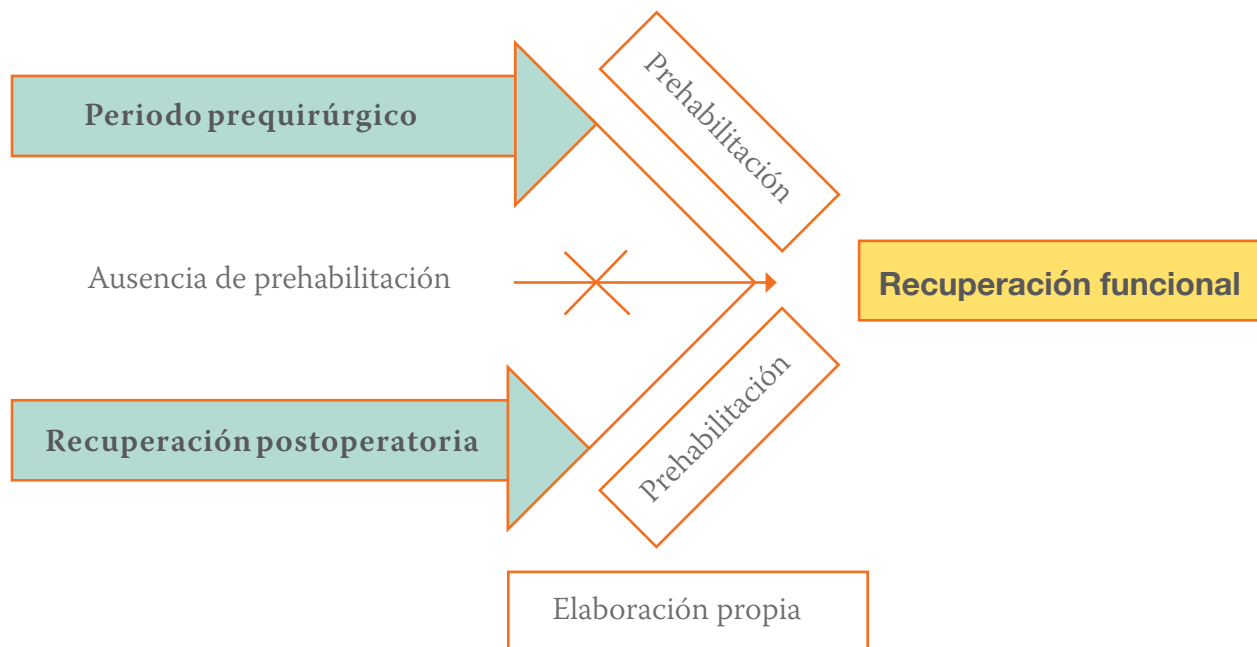 Periodo prequirúrgico
Prehabilitación
Ausencia de prehabilitación
Recuperación funcional
Recuperación postoperatoria
Prehabilitación
Elaboración propia